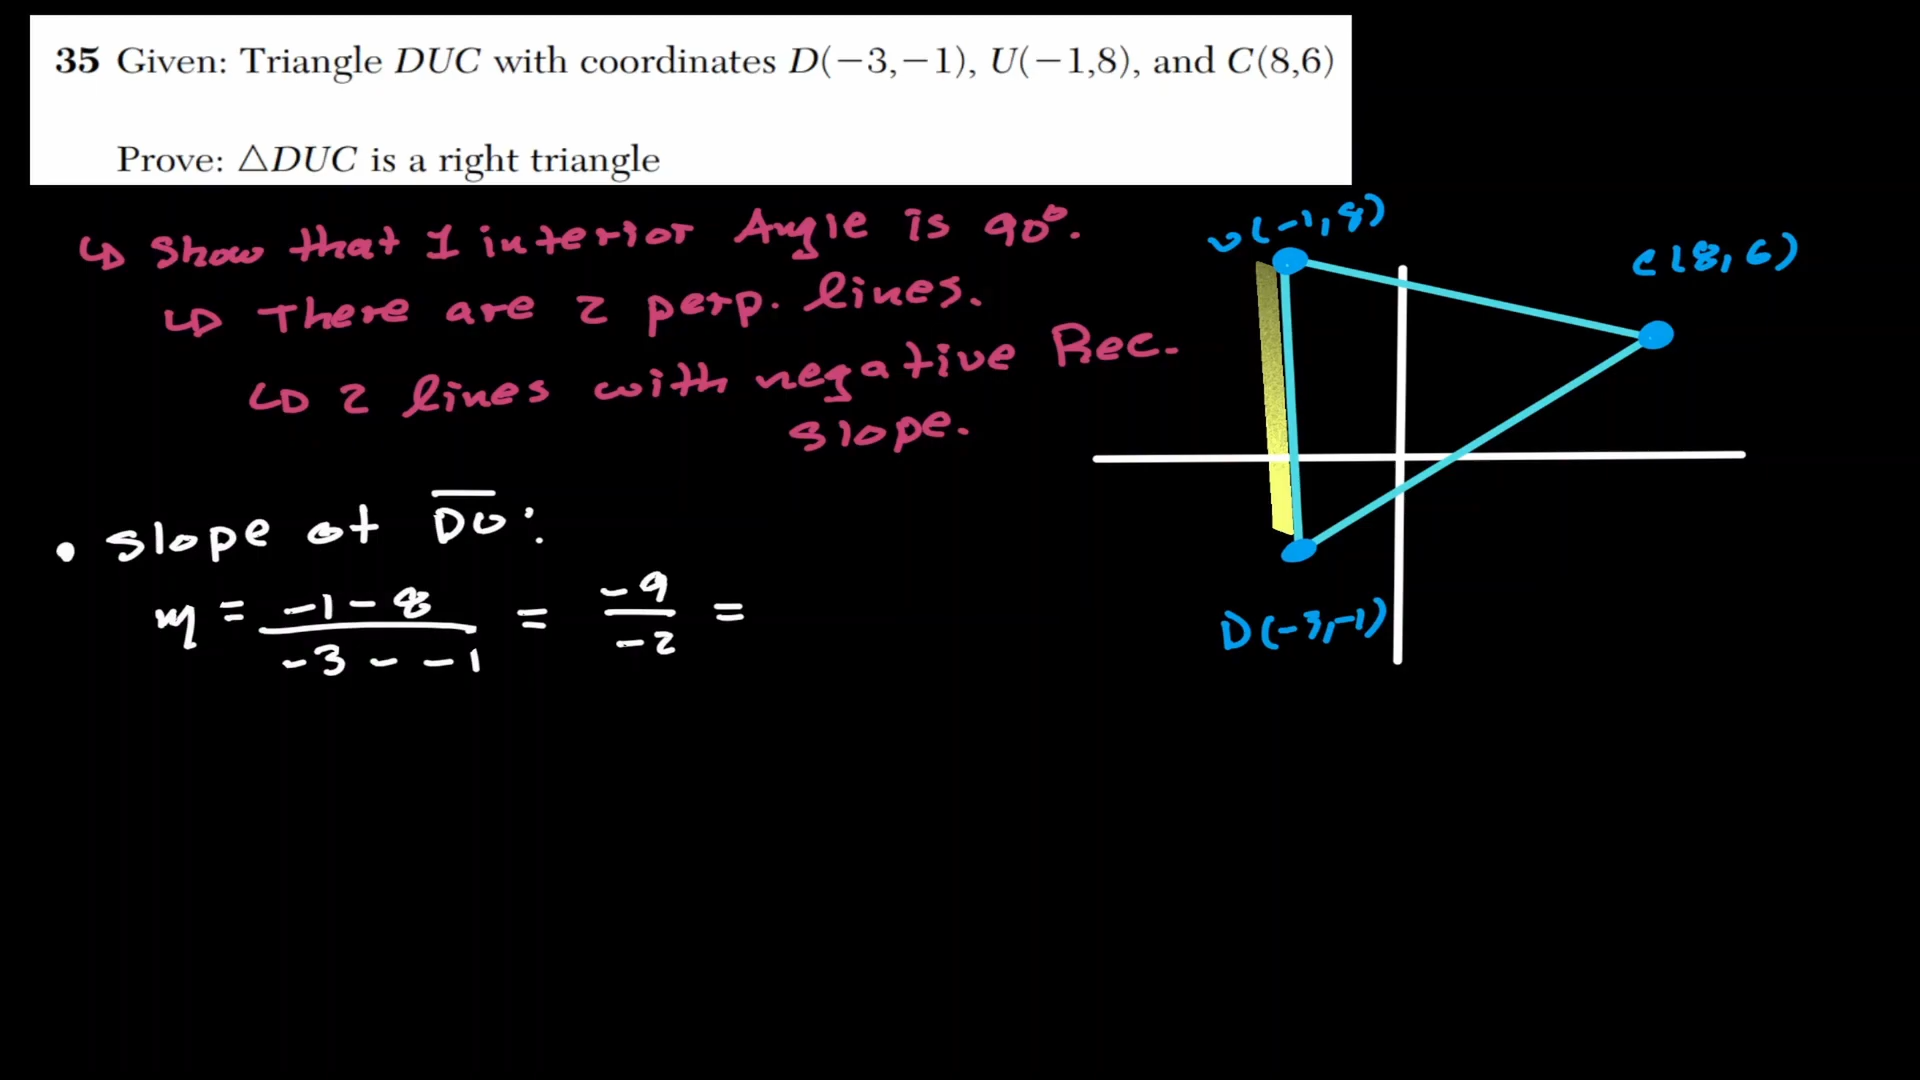 35 Given: Triangle DUC with coordinates D(−3,−1), U(−1,8), and C(8,6)
Prove: △DUC is a right triangle
↳ Show that 1 interior Angle is 90°.
↳ There are 2 perp. lines.
↳ 2 lines with negative Rec.
slope.
U(-1,8)
C(8,6)
D(-3,-1)
• slope of DU:
m = -1-8 / -3--1 = -9 / -2 =